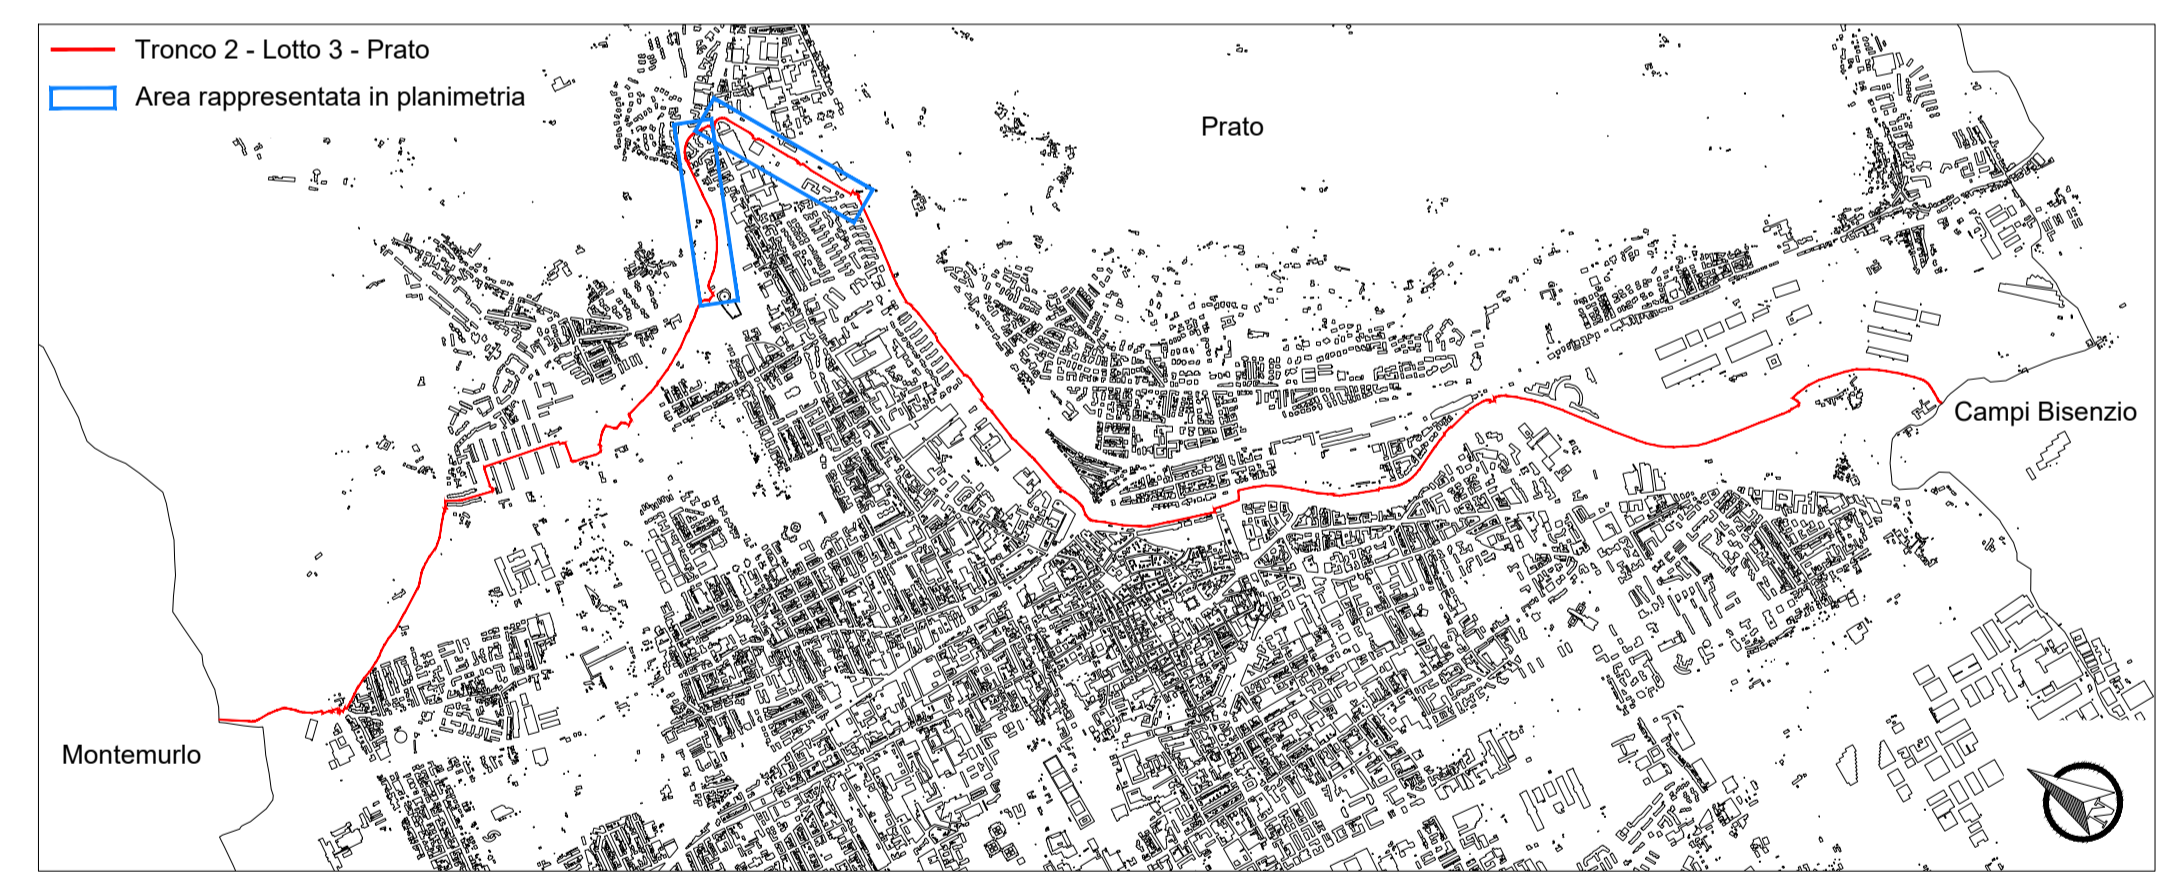 Tronco 2 - Lotto 3 - Prato
Area rappresentata in planimetria
Prato
Campi Bisenzio
Montemurlo
N